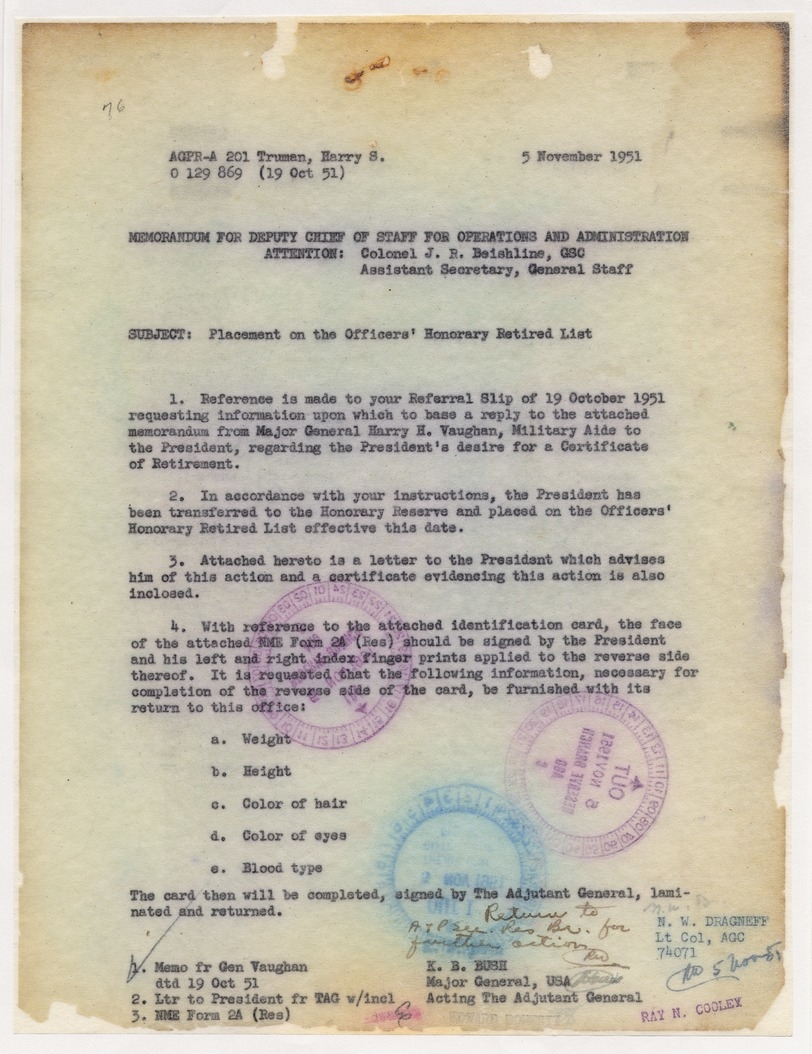 76
AGPR-A 201 Truman, Harry S. 5 November 1951
O 129 869 (19 Oct 51)
MEMORANDUM FOR DEPUTY CHIEF OF STAFF FOR OPERATIONS AND ADMINISTRATION
ATTENTION: Colonel J. R. Beishline, GSC
Assistant Secretary, General Staff
SUBJECT: Placement on the Officers' Honorary Retired List
1. Reference is made to your Referral Slip of 19 October 1951
requesting information upon which to base a reply to the attached
memorandum from Major General Harry H. Vaughan, Military Aide to
the President, regarding the President's desire for a Certificate
of Retirement.
2. In accordance with your instructions, the President has
been transferred to the Honorary Reserve and placed on the Officers'
Honorary Retired List effective this date.
3. Attached hereto is a letter to the President which advises
him of this action and a certificate evidencing this action is also
inclosed.
4. With reference to the attached identification card, the face
of the attached NME Form 2A (Res) should be signed by the President
and his left and right index finger prints applied to the reverse side
thereof. It is requested that the following information, necessary for
completion of the reverse side of the card, be furnished with its
return to this office:
a. Weight
b. Height
c. Color of hair
d. Color of eyes
e. Blood type
OUT
5 NOV 1951
RESERVE BRANCH
The card then will be completed, signed by The Adjutant General, lami-
nated and returned.
Return to
Res Br. for
further action
N. W. DRAGNEFF
Lt Col, AGC
74071
5 Nov 51
1. Memo fr Gen Vaughan
dtd 19 Oct 51
2. Ltr to President fr TAG w/incl
3. NME Form 2A (Res)
K. B. BUSH
Major General, USA
Acting The Adjutant General
RAY N. COOLEY